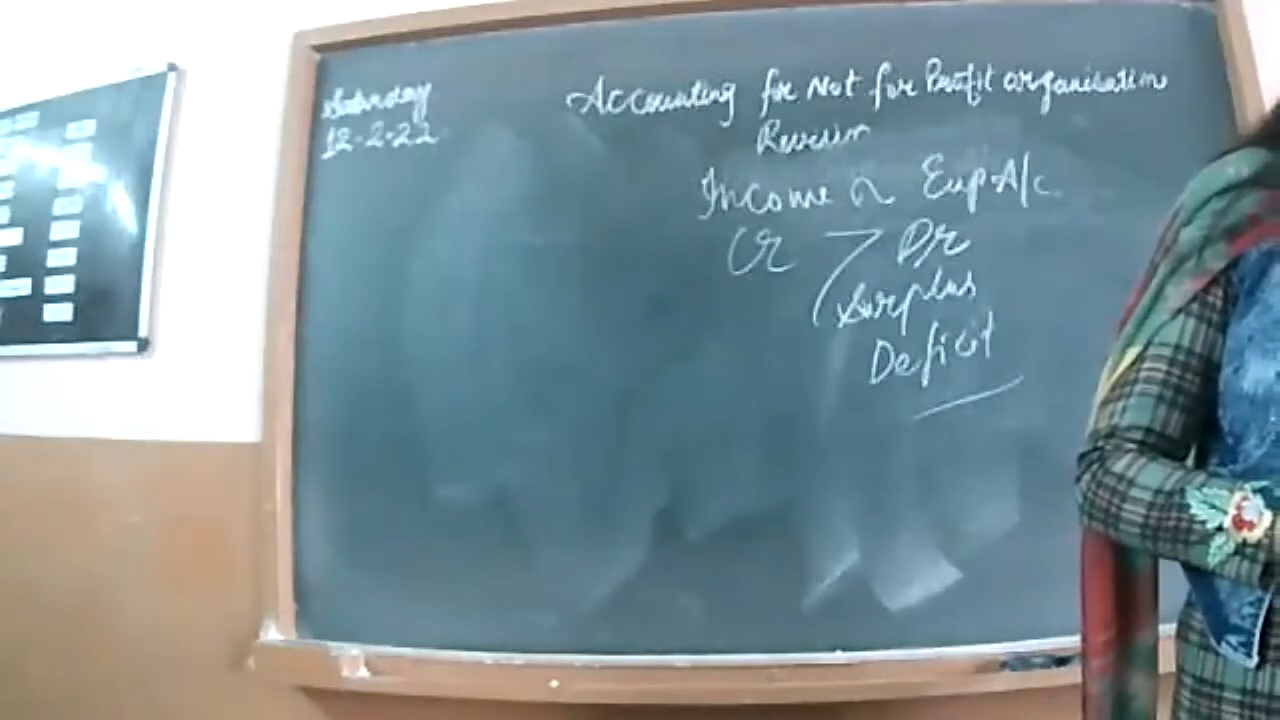 Saturday
12-2-22
Accounting for Not for Profit organisation
Revision
Income & Exp. A/c
Cr > Dr
Surplus
Deficit